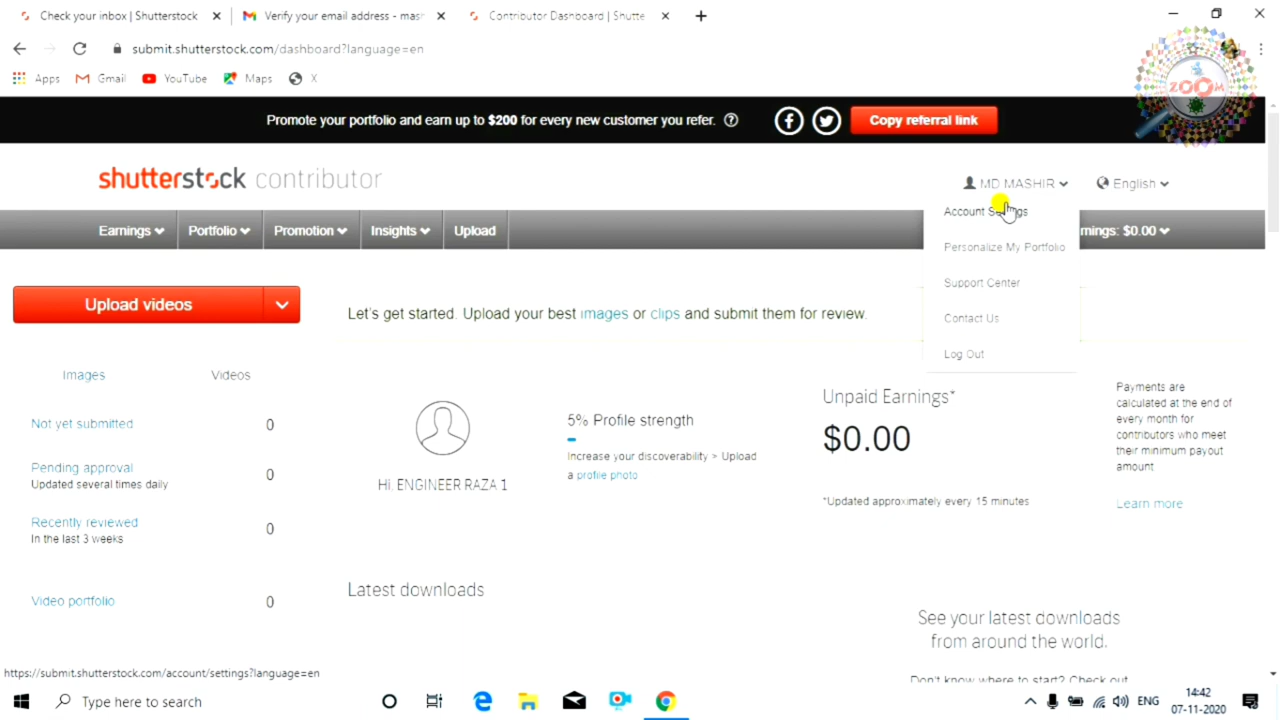 Check your inbox | Shutterstock
Verify your email address - mas
Contributor Dashboard | Shutte
submit.shutterstock.com/dashboard?language=en
Apps
Gmail
YouTube
Maps
X
ZOOM
Promote your portfolio and earn up to $200 for every new customer you refer.
Copy referral link
shutterstock contributor
MD MASHIR
English
Account Settings
Earnings
Portfolio
Promotion
Insights
Upload
Personalize My Portfolio
Support Center
Contact Us
Log Out
rnings: $0.00
Upload videos
Let's get started. Upload your best images or clips and submit them for review.
Images
Videos
Not yet submitted
0
Pending approval
0
Updated several times daily
Recently reviewed
0
In the last 3 weeks
Video portfolio
0
5% Profile strength
Increase your discoverability > Upload
a profile photo
Hi, ENGINEER RAZA 1
Unpaid Earnings*
$0.00
*Updated approximately every 15 minutes
Payments are
calculated at the end of
every month for
contributors who meet
their minimum payout
amount
Learn more
Latest downloads
See your latest downloads
from around the world.
Don't know where to start? Check out
https://submit.shutterstock.com/account/settings?language=en
Type here to search
ENG
14:42
07-11-2020